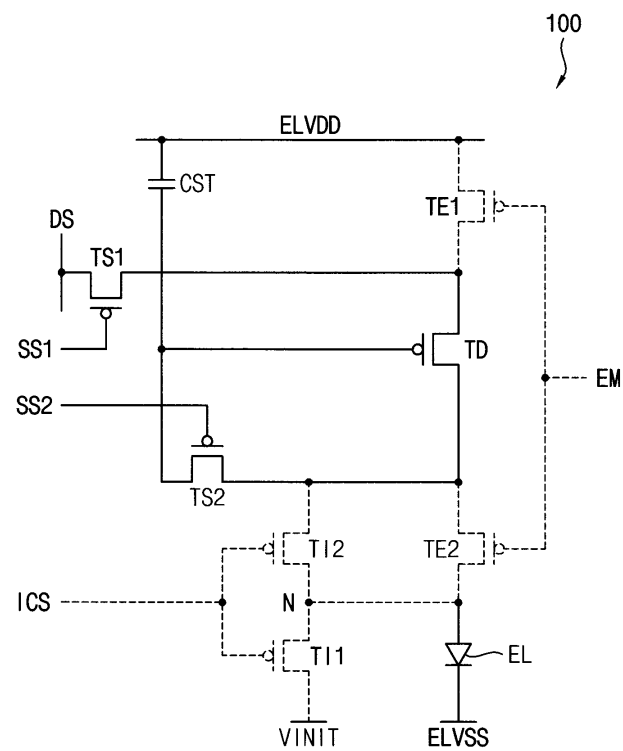 100
ELVDD
CST
TE1
DS
TS1
SS1
TD
EM
SS2
TS2
TI2
TE2
ICS
N
TI1
EL
VINIT
ELVSS